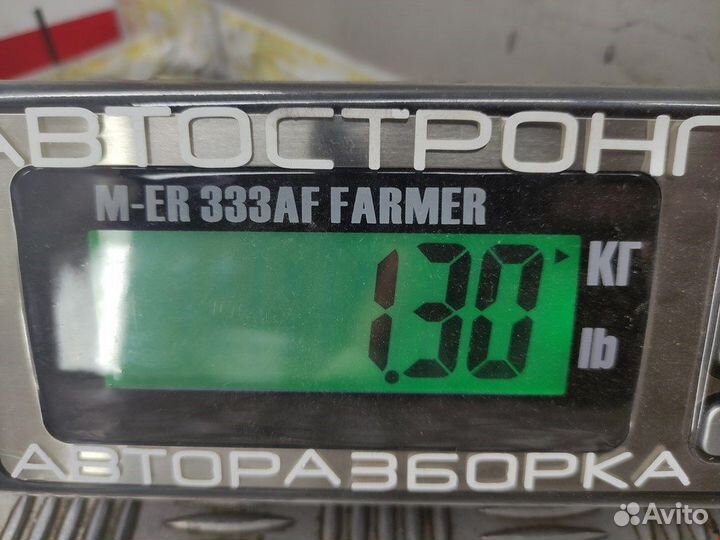 АВТОСТРОНГ
M-ER 333AF FARMER
1.30
КГ
lb
АВТОРАЗБОРКА
Avito